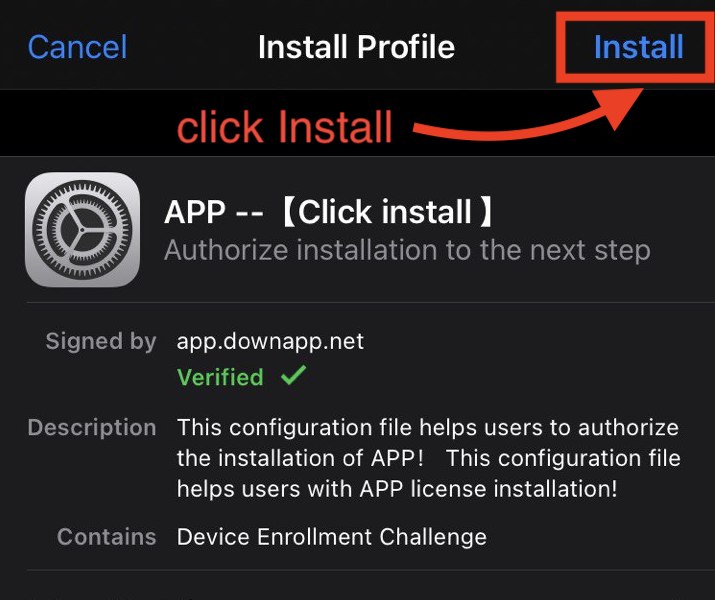 Cancel Install Profile Install
click Install
APP --【Click install】
Authorize installation to the next step
Signed by app.downapp.net
Verified ✓
Description This configuration file helps users to authorize
the installation of APP! This configuration file
helps users with APP license installation!
Contains Device Enrollment Challenge